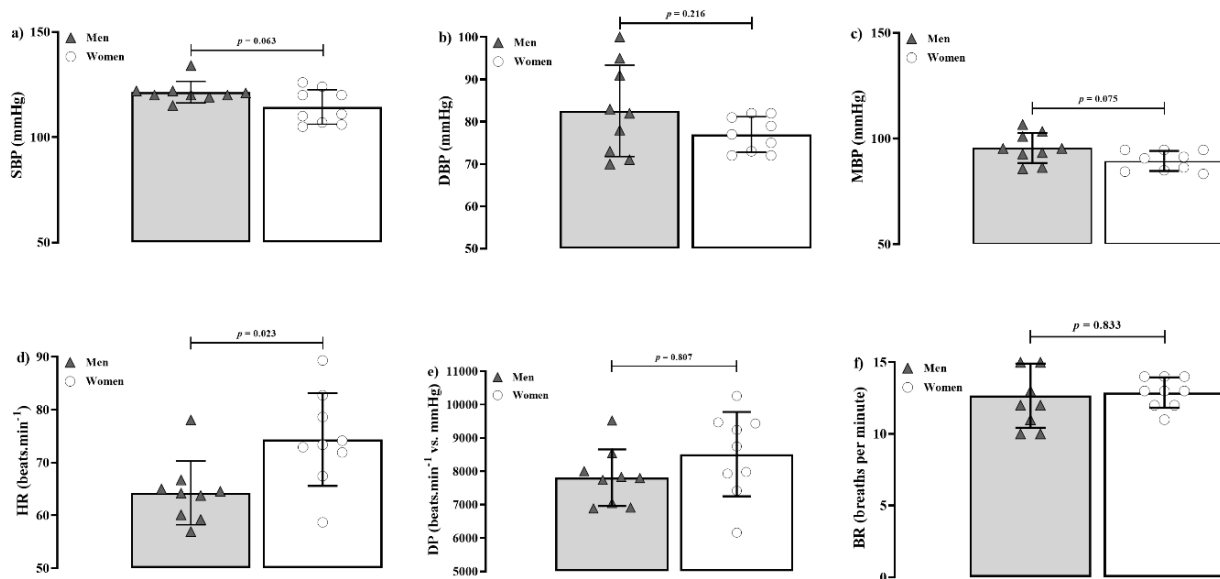 a)
150
100
50
SBP (mmHg)
Men
Women
p = 0.063
b)
100
90
80
70
60
50
DBP (mmHg)
Men
Women
p = 0.216
c)
150
100
50
MBP (mmHg)
Men
Women
p = 0.075
d)
90
80
70
60
50
HR (beats.min⁻¹)
Men
Women
p = 0.023
e)
11000
10000
9000
8000
7000
6000
5000
DP (beats.min⁻¹ vs. mmHg)
Men
Women
p = 0.807
f)
15
10
5
0
BR (breaths per minute)
Men
Women
p = 0.833